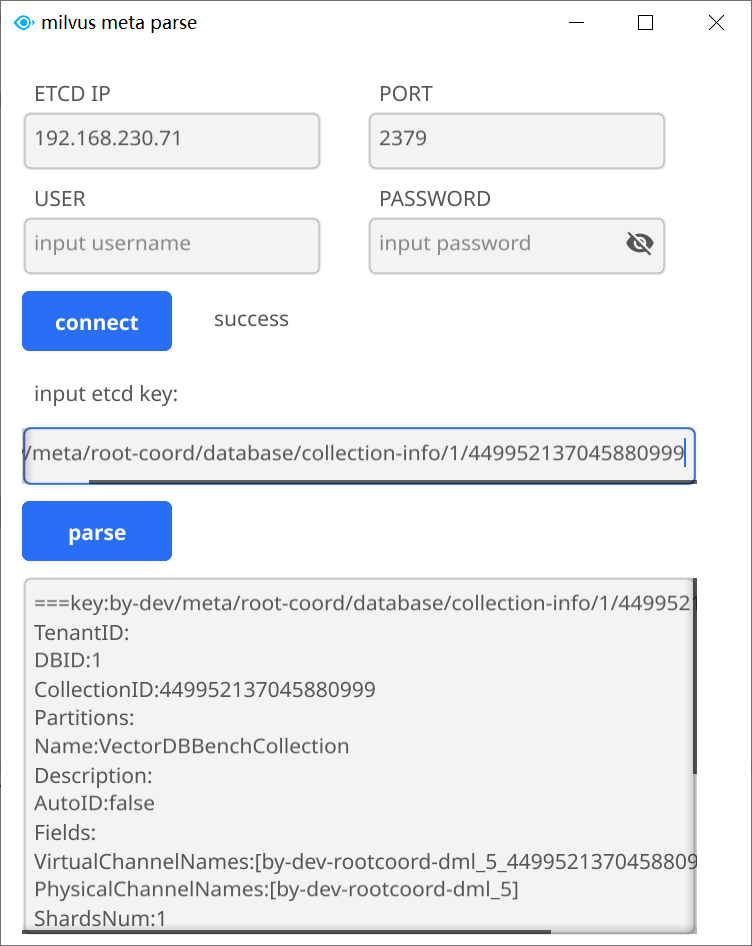 milvus meta parse
ETCD IP
PORT
192.168.230.71
2379
USER
PASSWORD
input username
input password
connect
success
input etcd key:
/meta/root-coord/database/collection-info/1/449952137045880999
parse
===key:by-dev/meta/root-coord/database/collection-info/1/4499521
TenantID:
DBID:1
CollectionID:449952137045880999
Partitions:
Name:VectorDBBenchCollection
Description:
AutoID:false
Fields:
VirtualChannelNames:[by-dev-rootcoord-dml_5_4499521370458809
PhysicalChannelNames:[by-dev-rootcoord-dml_5]
ShardsNum:1